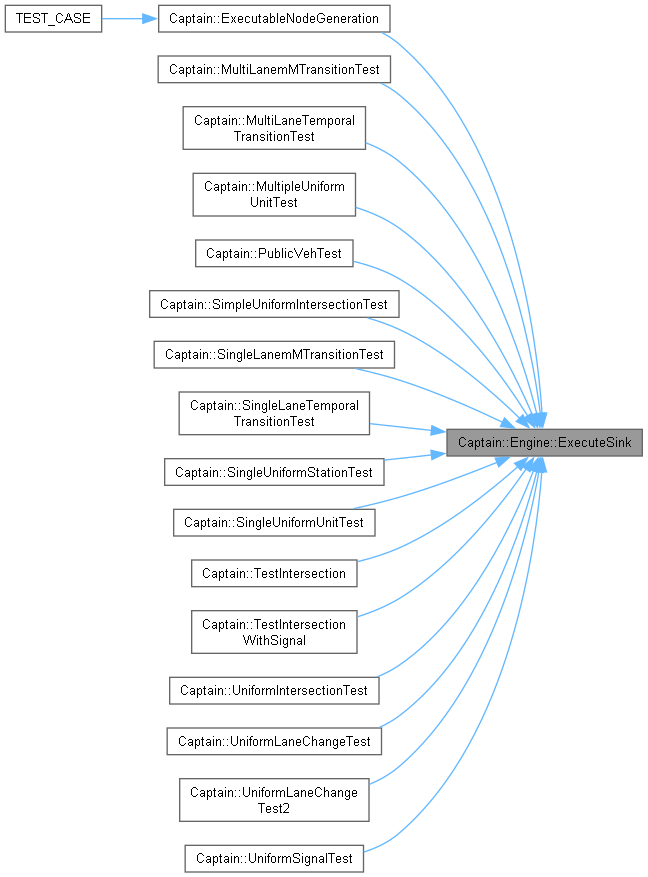 TEST_CASE
Captain::ExecutableNodeGeneration
Captain::MultiLanemMTransitionTest
Captain::MultiLaneTemporal
TransitionTest
Captain::MultipleUniform
UnitTest
Captain::PublicVehTest
Captain::SimpleUniformIntersectionTest
Captain::SingleLanemMTransitionTest
Captain::SingleLaneTemporal
TransitionTest
Captain::Engine::ExecuteSink
Captain::SingleUniformStationTest
Captain::SingleUniformUnitTest
Captain::TestIntersection
Captain::TestIntersection
WithSignal
Captain::UniformIntersectionTest
Captain::UniformLaneChangeTest
Captain::UniformLaneChange
Test2
Captain::UniformSignalTest